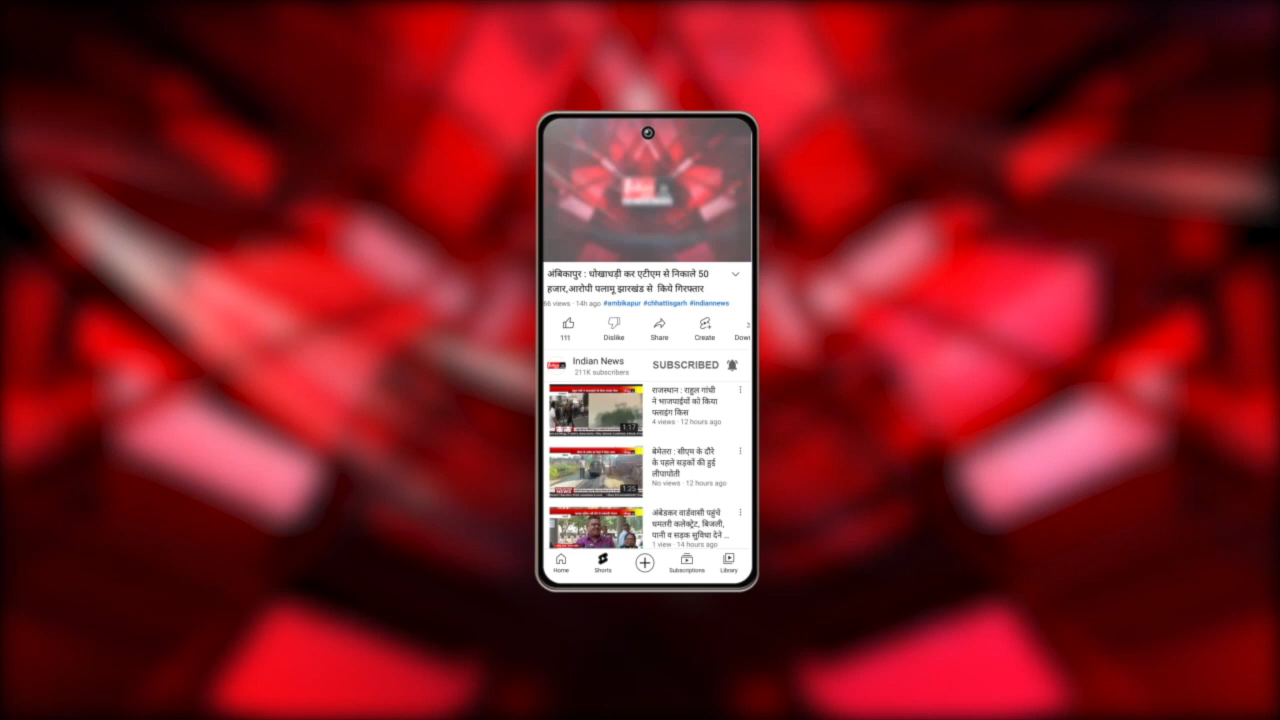 अंबिकापुर : धोखाधड़ी कर एटीएम से निकाले 50
हजार,आरोपी पलामू झारखंड से किये गिरफ्तार
66 views · 14h ago #ambikapur #chhattisgarh #indiannews
111
Dislike
Share
Create
Down
Indian News
211K subscribers
SUBSCRIBED
राजस्थान : राहुल गांधी
ने भाजपाईयों को किया
फ्लाइंग किस
4 views · 12 hours ago
1:17
बेमेतरा : सीएम के दौरे
के पहले सड़कों की हुई
लीपापोती
No views · 12 hours ago
1:25
अंबेडकर वार्डवासी पहुंचे
धमतरी कलेक्ट्रेट, बिजली,
पानी व सड़क सुविधा देने ...
1 view · 14 hours ago
Home
Shorts
Subscriptions
Library